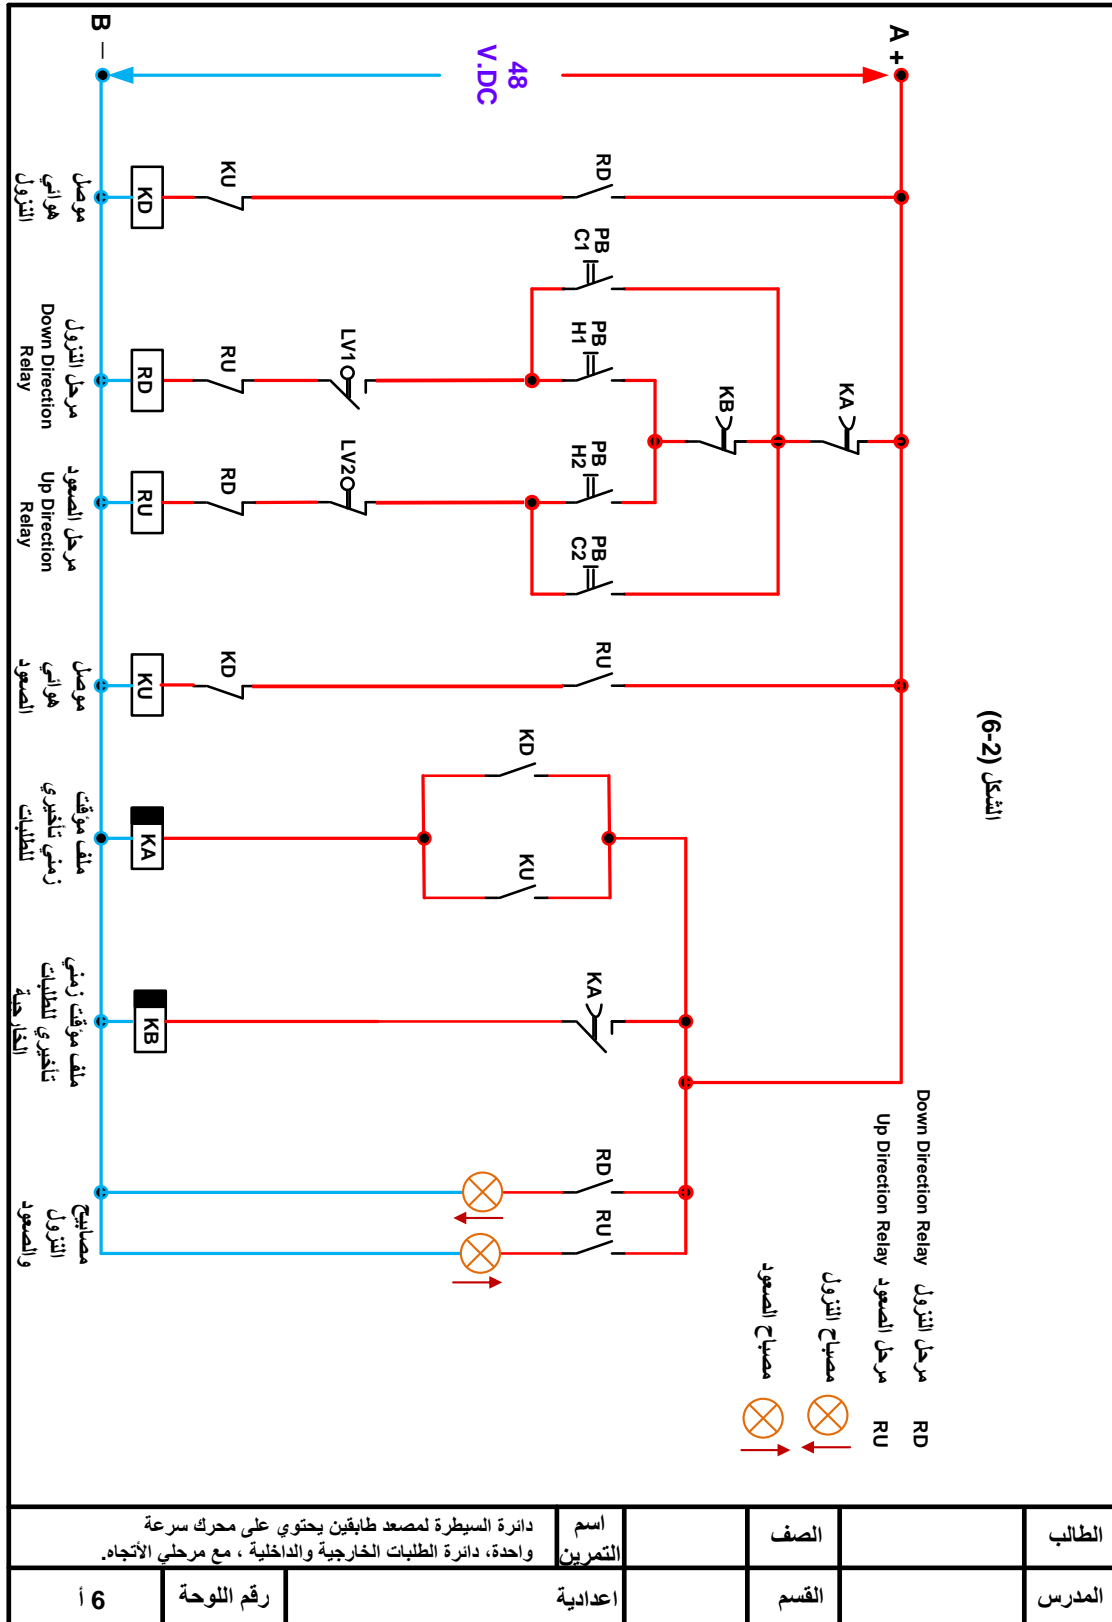 الشكل (2-6)
A +
B –
48
V.DC
RD
KU
KD
موصل
هوائي
النزول
PB
C1
PB
H1
KB
KA
LV1
RU
RD
مرحل النزول
Down Direction
Relay
PB
H2
PB
C2
LV2
RD
RU
مرحل الصعود
Up Direction
Relay
RU
KD
KU
موصل
هوائي
الصعود
KD
KU
KA
ملف مؤقت
زمني تأخيري
للطلبات
KA
KB
ملف مؤقت زمني
تأخيري للطلبات
الخارجية
RD
RU
مصابيح
النزول
والصعود
Down Direction Relay مرحل النزول RD
Up Direction Relay مرحل الصعود RU
مصباح النزول
مصباح الصعود
الطالب
الصف
اسم
التمرين
دائرة السيطرة لمصعد طابقين يحتوي على محرك سرعة
واحدة، دائرة الطلبات الخارجية والداخلية ، مع مرحلي الأتجاه.
المدرس
القسم
اعدادية
رقم اللوحة
6 أ